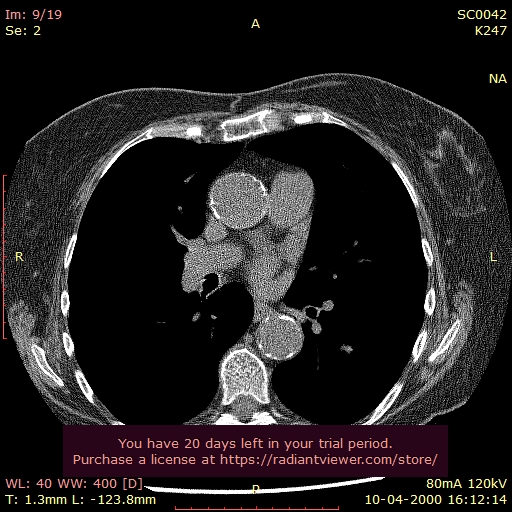 Im: 9/19
Se: 2
A
SC0042
K247
NA
R
L
You have 20 days left in your trial period.
Purchase a license at https://radiantviewer.com/store/
P
WL: 40 WW: 400 [D]
T: 1.3mm L: -123.8mm
80mA 120kV
10-04-2000 16:12:14